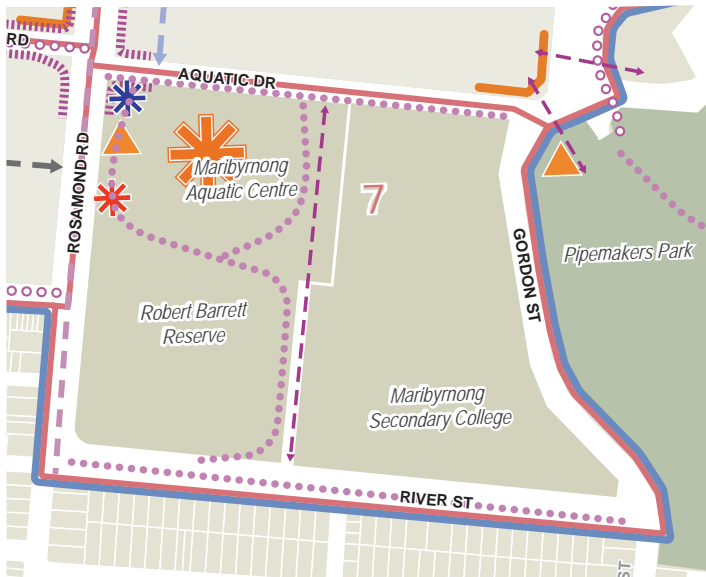 RD
AQUATIC DR
ROSAMOND RD
Maribyrnong
Aquatic Centre
7
GORDON ST
Pipemakers Park
Robert Barrett
Reserve
Maribyrnong
Secondary College
RIVER ST
ST